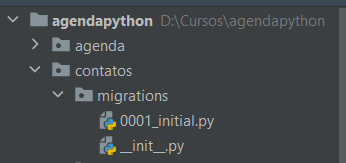 agendapython D:\Cursos\agendapython
agenda
contatos
migrations
0001_initial.py
__init__.py